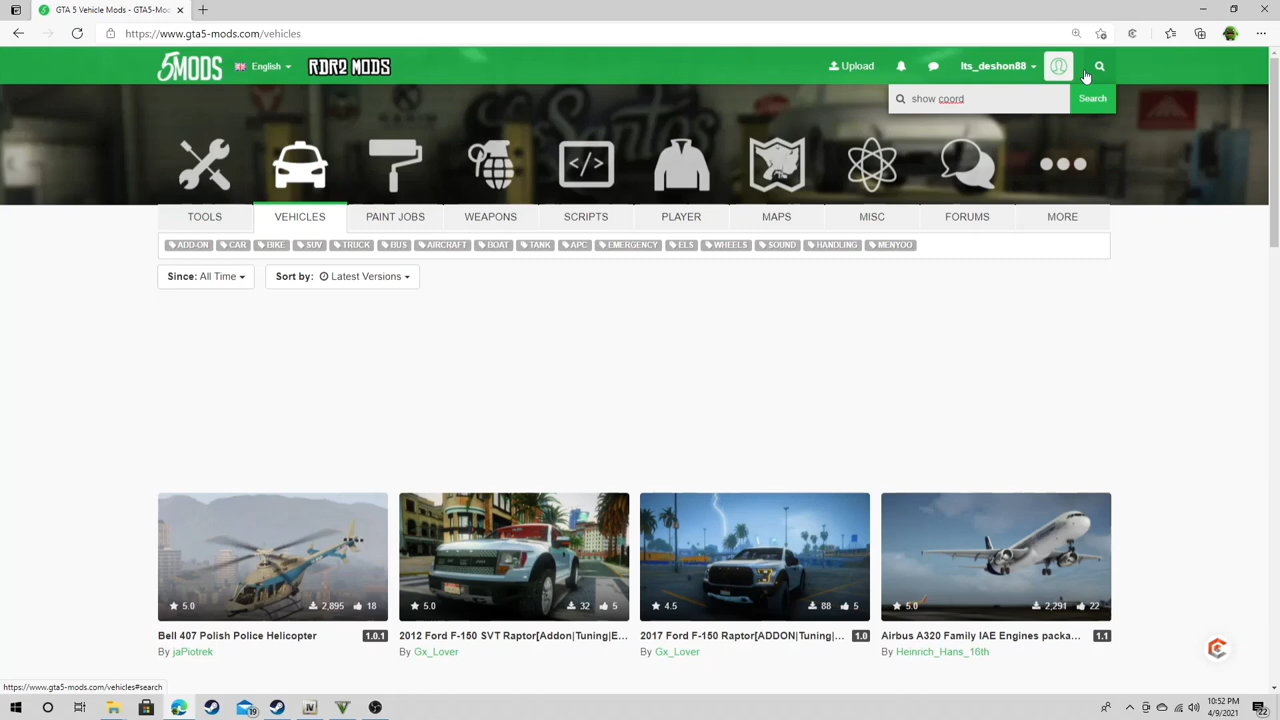 GTA 5 Vehicle Mods - GTA5-Mo
https://www.gta5-mods.com/vehicles
5MODS
English
RDR2 MODS
Upload
Its_deshon88
show coord
Search
TOOLS
VEHICLES
PAINT JOBS
WEAPONS
SCRIPTS
PLAYER
MAPS
MISC
FORUMS
MORE
ADD-ON
CAR
BIKE
SUV
TRUCK
BUS
AIRCRAFT
BOAT
TANK
APC
EMERGENCY
ELS
WHEELS
SOUND
HANDLING
MENYOO
Since: All Time
Sort by: Latest Versions
5.0 2,895 18
5.0 32 5
4.5 88 5
5.0 2,291 22
Bell 407 Polish Police Helicopter 1.0.1
By jaPiotrek
2012 Ford F-150 SVT Raptor[Addon|Tuning|E...
By Gx_Lover
2017 Ford F-150 Raptor[ADDON|Tuning|... 1.0
By Gx_Lover
Airbus A320 Family IAE Engines packa... 1.1
By Heinrich_Hans_16th
https://www.gta5-mods.com/vehicles#search
19
IV
V
10:52 PM
4/9/2021
22